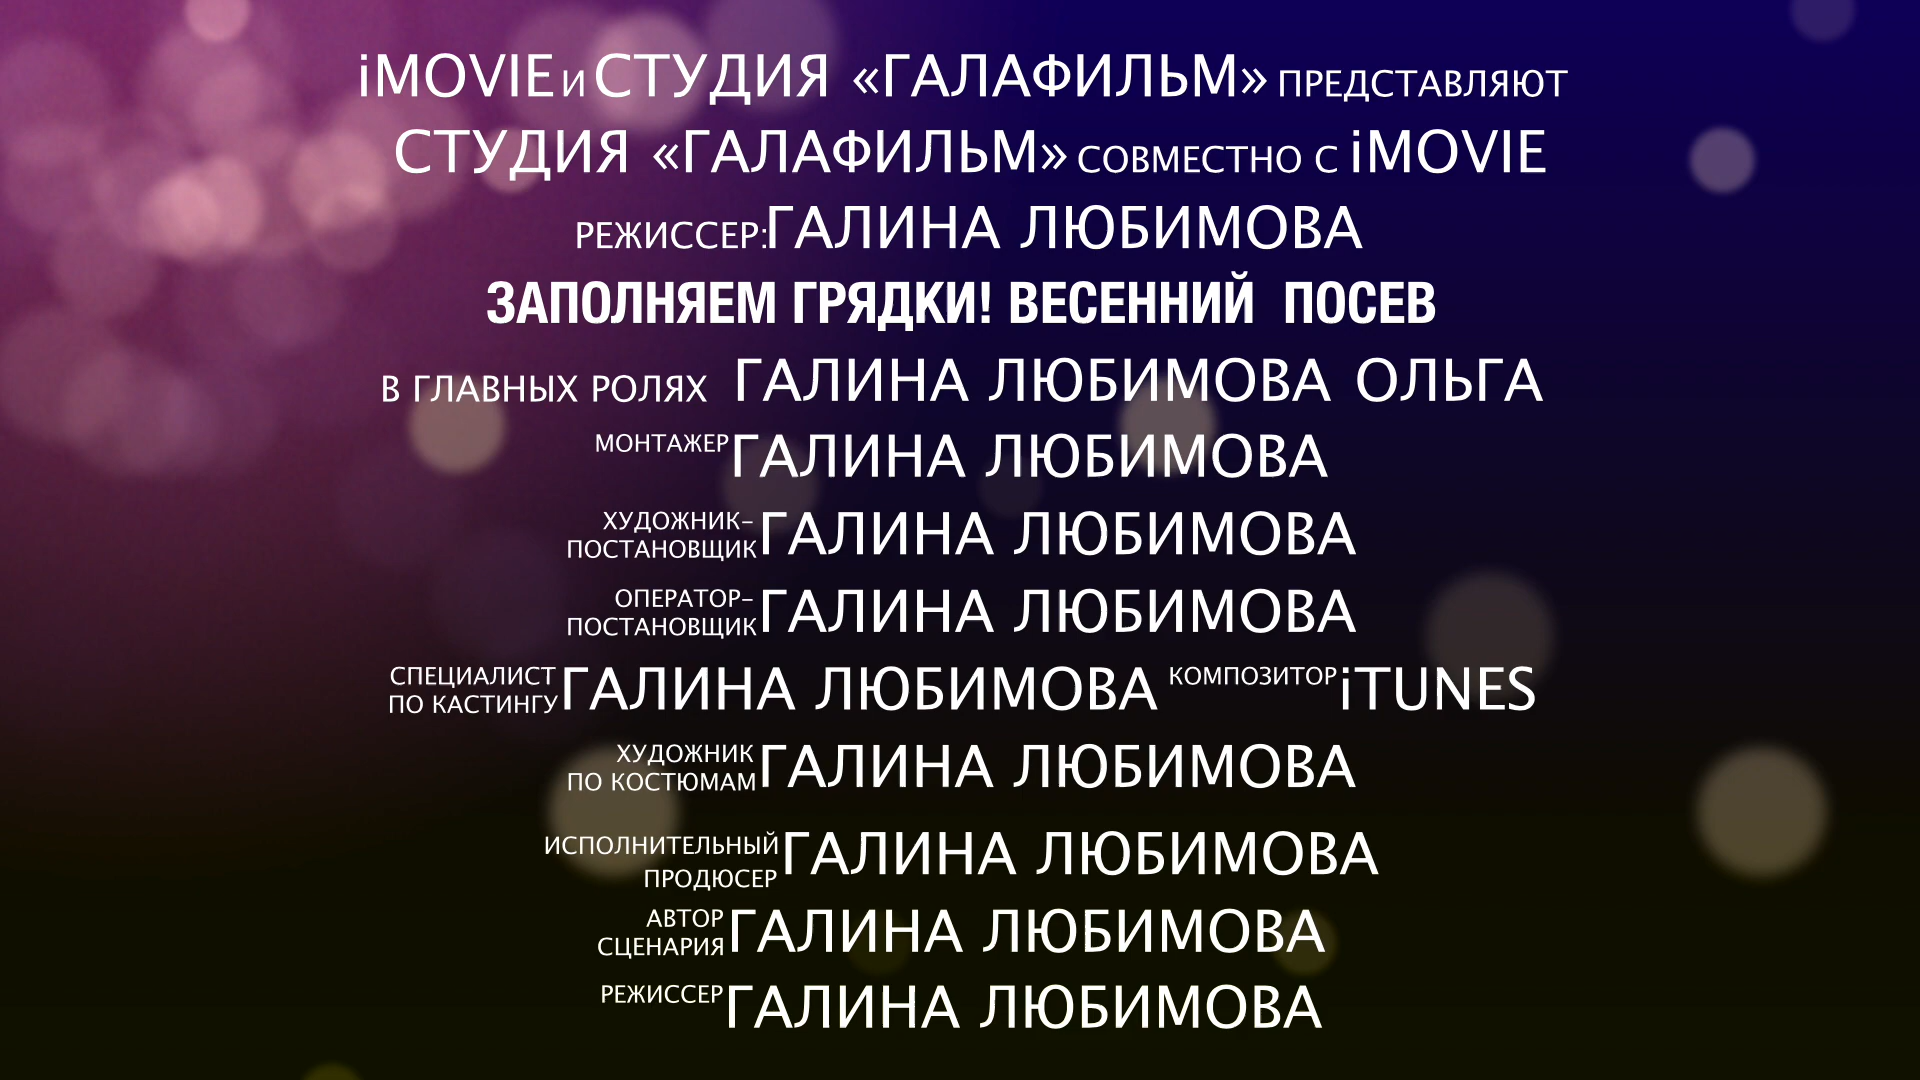 iMOVIE И СТУДИЯ «ГАЛАФИЛЬМ» ПРЕДСТАВЛЯЮТ
СТУДИЯ «ГАЛАФИЛЬМ» СОВМЕСТНО С iMOVIE
РЕЖИССЕР: ГАЛИНА ЛЮБИМОВА
ЗАПОЛНЯЕМ ГРЯДКИ! ВЕСЕННИЙ ПОСЕВ
В ГЛАВНЫХ РОЛЯХ ГАЛИНА ЛЮБИМОВА ОЛЬГА
МОНТАЖЕР ГАЛИНА ЛЮБИМОВА
ХУДОЖНИК-
ПОСТАНОВЩИК ГАЛИНА ЛЮБИМОВА
ОПЕРАТОР-
ПОСТАНОВЩИК ГАЛИНА ЛЮБИМОВА
СПЕЦИАЛИСТ
ПО КАСТИНГУ ГАЛИНА ЛЮБИМОВА КОМПОЗИТОР iTUNES
ХУДОЖНИК
ПО КОСТЮМАМ ГАЛИНА ЛЮБИМОВА
ИСПОЛНИТЕЛЬНЫЙ
ПРОДЮСЕР ГАЛИНА ЛЮБИМОВА
АВТОР
СЦЕНАРИЯ ГАЛИНА ЛЮБИМОВА
РЕЖИССЕР ГАЛИНА ЛЮБИМОВА